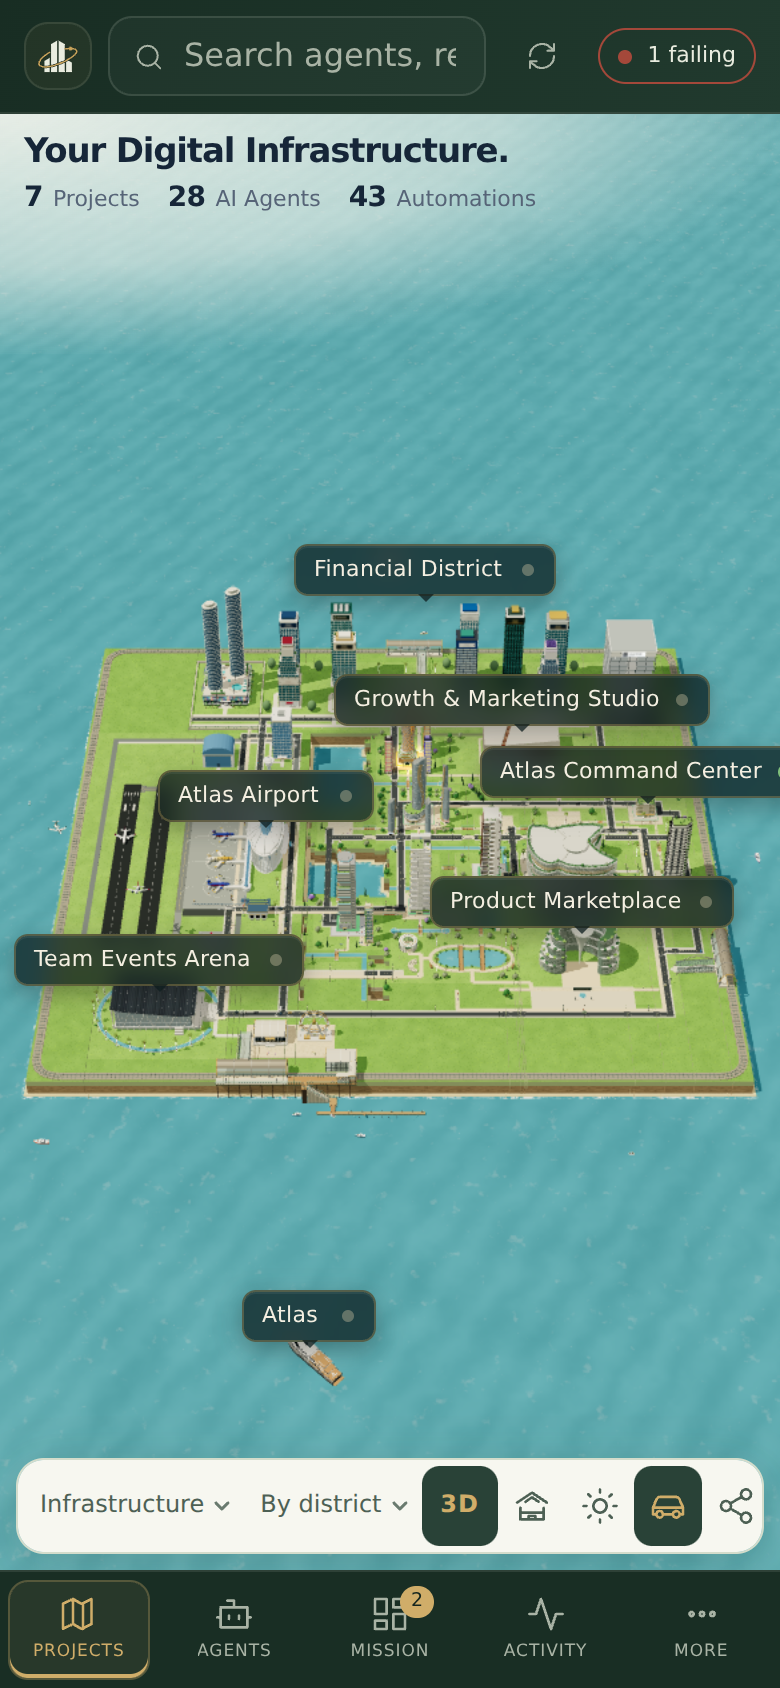 Search agents, re
1 failing
Your Digital Infrastructure.
7 Projects 28 AI Agents 43 Automations
Financial District
Growth & Marketing Studio
Atlas Command Center
Atlas Airport
Product Marketplace
Team Events Arena
Atlas
Infrastructure By district 3D
2
PROJECTS AGENTS MISSION ACTIVITY MORE